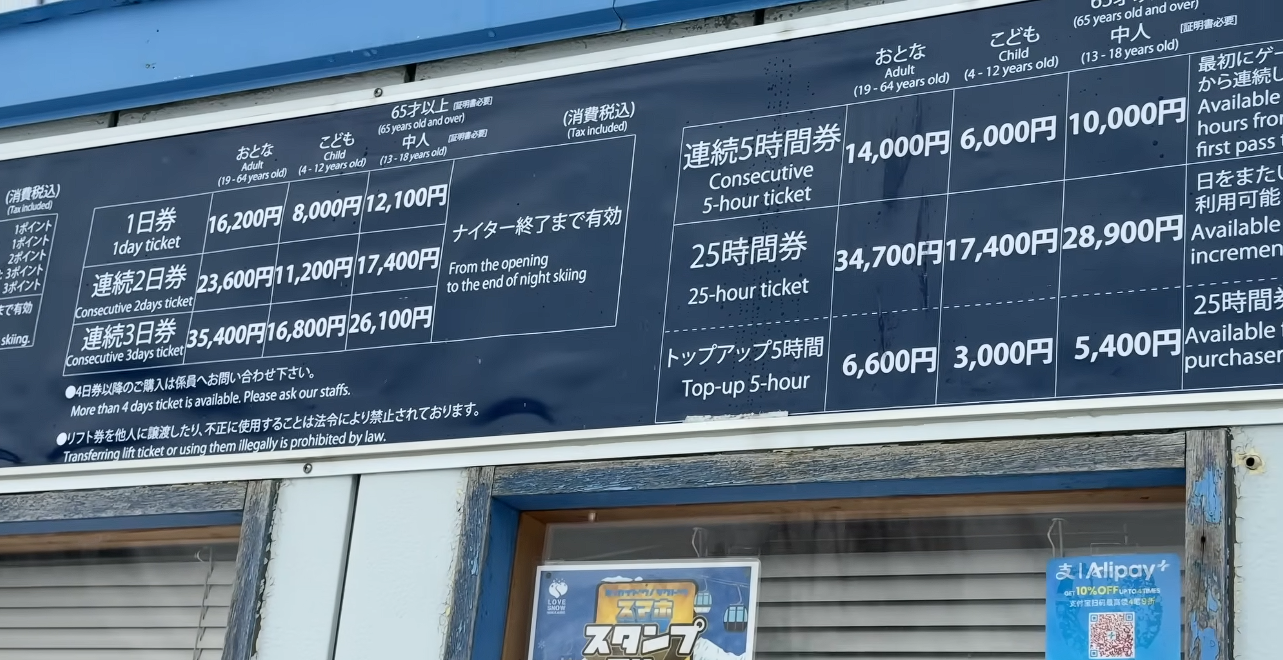 (消費税込)
(Tax included)
1ポイント
1ポイント
2ポイント
3ポイント
3ポイント
まで有効
skiing.
おとな
Adult
(19 - 64 years old)
こども
Child
(4 - 12 years old)
65才以上 [証明書必要]
(65 years old and over)
中人 [証明書必要]
(13 - 18 years old)
(消費税込)
(Tax included)
1日券
1day ticket
16,200円 8,000円 12,100円
連続2日券
Consecutive 2days ticket
23,600円 11,200円 17,400円
連続3日券
Consecutive 3days ticket
35,400円 16,800円 26,100円
ナイター終了まで有効
From the opening
to the end of night skiing
●4日券以降のご購入は係員へお問い合わせ下さい。
More than 4 days ticket is available. Please ask our staffs.
●リフト券を他人に譲渡したり、不正に使用することは法令により禁止されております。
Transferring lift ticket or using them illegally is prohibited by law.
おとな
Adult
(19 - 64 years old)
こども
Child
(4 - 12 years old)
(65 years old and over)
中人 [証明書必要]
(13 - 18 years old)
連続5時間券
Consecutive
5-hour ticket
14,000円 6,000円 10,000円
最初にゲー
から連続し
Available
hours from
first pass
25時間券
25-hour ticket
34,700円 17,400円 28,900円
日をまたい
利用可能
Available
incremen
トップアップ5時間
Top-up 5-hour
6,600円 3,000円 5,400円
25時間券
Available
purchaser
LOVE
SNOW
スマホ
スタンプ
支 Alipay+
GET 10%OFF UP TO 4 TIMES